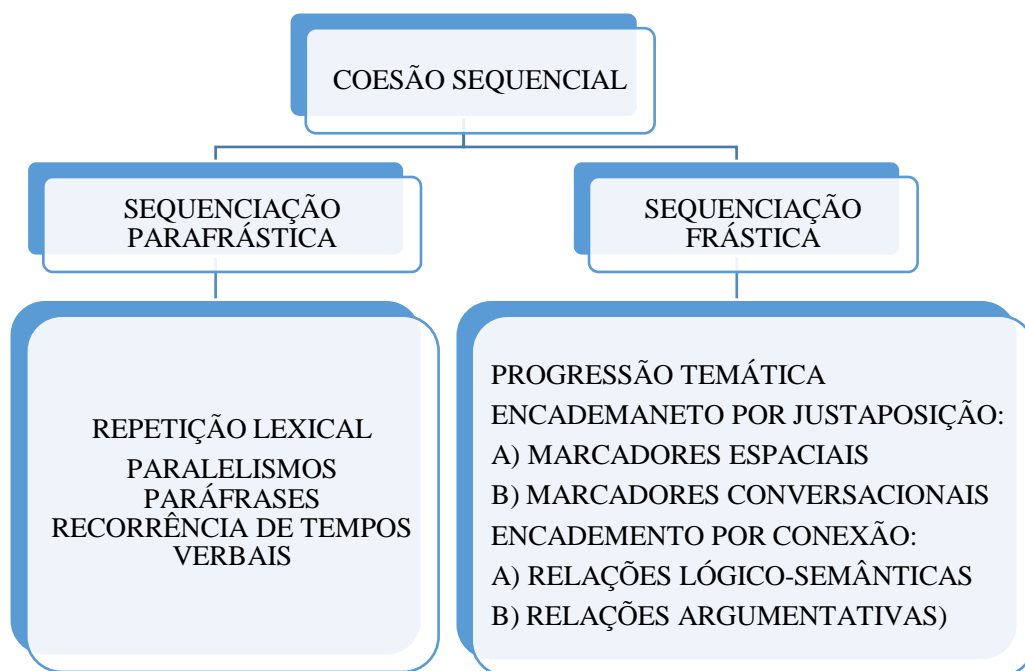 COESÃO SEQUENCIAL
SEQUENCIAÇÃO
PARAFRÁSTICA
SEQUENCIAÇÃO
FRÁSTICA
REPETIÇÃO LEXICAL
PARALELISMOS
PARÁFRASES
RECORRÊNCIA DE TEMPOS
VERBAIS
PROGRESSÃO TEMÁTICA
ENCADEMANETO POR JUSTAPOSIÇÃO:
A) MARCADORES ESPACIAIS
B) MARCADORES CONVERSACIONAIS
ENCADEMENTO POR CONEXÃO:
A) RELAÇÕES LÓGICO-SEMÂNTICAS
B) RELAÇÕES ARGUMENTATIVAS)